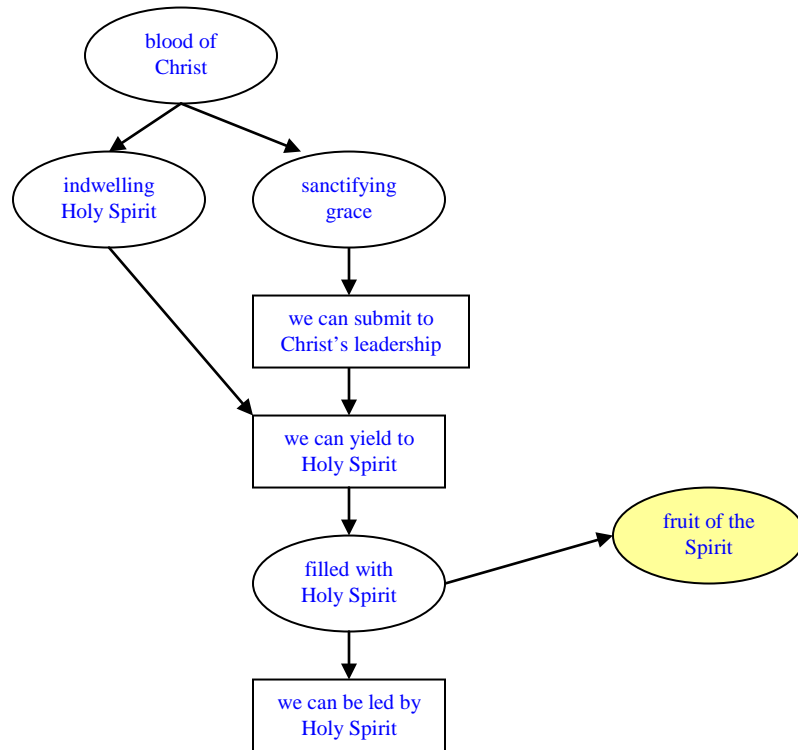 blood of
Christ
indwelling
Holy Spirit
sanctifying
grace
we can submit to
Christ’s leadership
we can yield to
Holy Spirit
fruit of the
Spirit
filled with
Holy Spirit
we can be led by
Holy Spirit